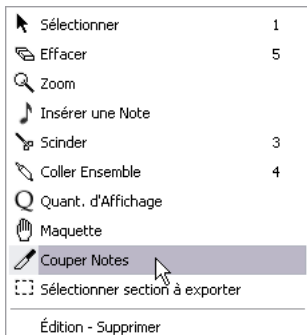 Sélectionner 1
Effacer 5
Zoom
Insérer une Note
Scinder 3
Coller Ensemble 4
Quant. d'Affichage
Maquette
Couper Notes
Sélectionner section à exporter
Édition - Supprimer